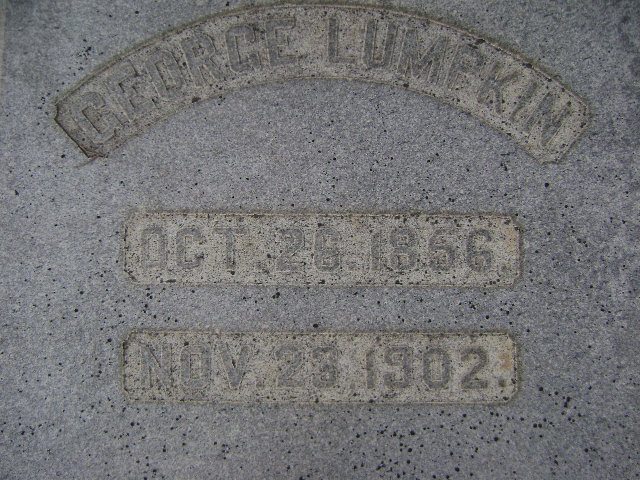 GEORGE LUMPKIN
OCT. 26. 1856.
NOV. 23. 1902.